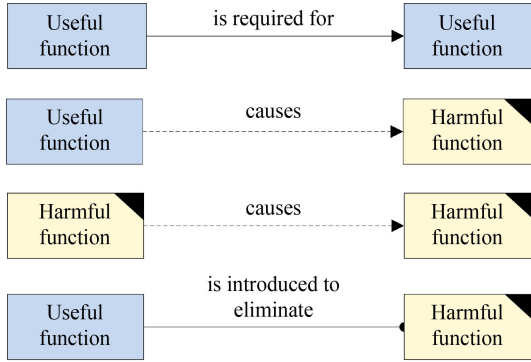 Useful
function
is required for
Useful
function
Useful
function
causes
Harmful
function
Harmful
function
causes
Harmful
function
Useful
function
is introduced to
eliminate
Harmful
function